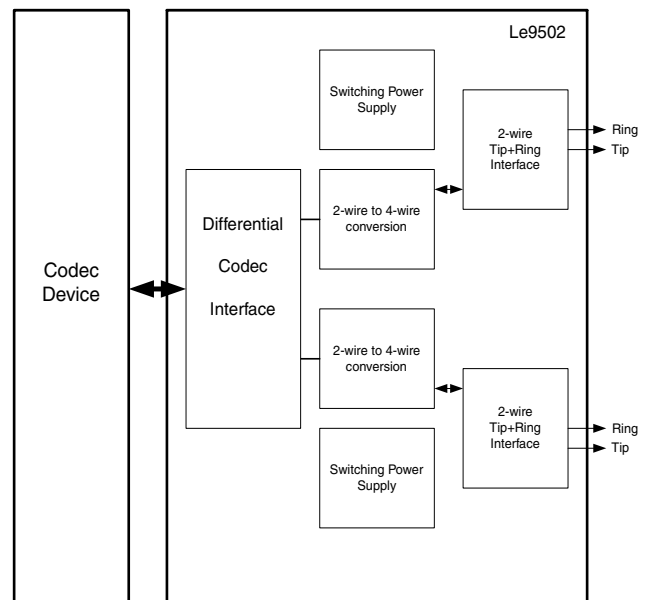 Le9502
Switching Power
Supply
2-wire
Tip+Ring
Interface
Ring
Tip
Differential
Codec
Interface
2-wire to 4-wire
conversion
Codec
Device
2-wire to 4-wire
conversion
2-wire
Tip+Ring
Interface
Ring
Tip
Switching Power
Supply